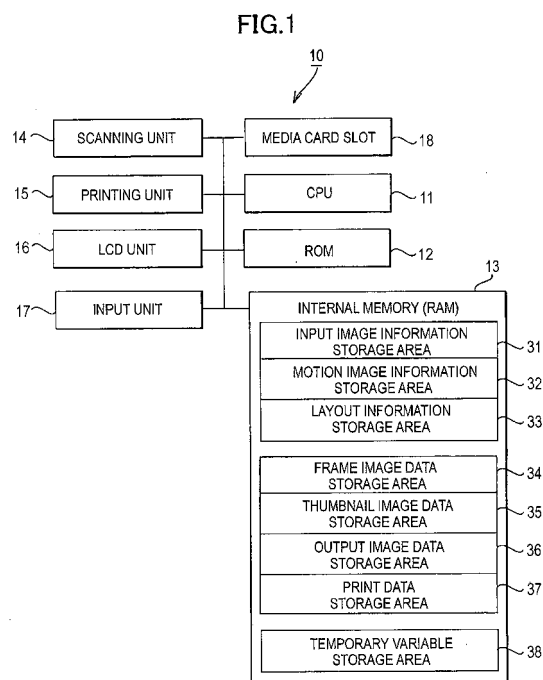 FIG.1
10
14 SCANNING UNIT
MEDIA CARD SLOT 18
15 PRINTING UNIT
CPU 11
16 LCD UNIT
ROM 12
17 INPUT UNIT
13
INTERNAL MEMORY (RAM)
INPUT IMAGE INFORMATION
STORAGE AREA 31
MOTION IMAGE INFORMATION
STORAGE AREA 32
LAYOUT INFORMATION
STORAGE AREA 33
FRAME IMAGE DATA
STORAGE AREA 34
THUMBNAIL IMAGE DATA
STORAGE AREA 35
OUTPUT IMAGE DATA
STORAGE AREA 36
PRINT DATA
STORAGE AREA 37
TEMPORARY VARIABLE
STORAGE AREA 38